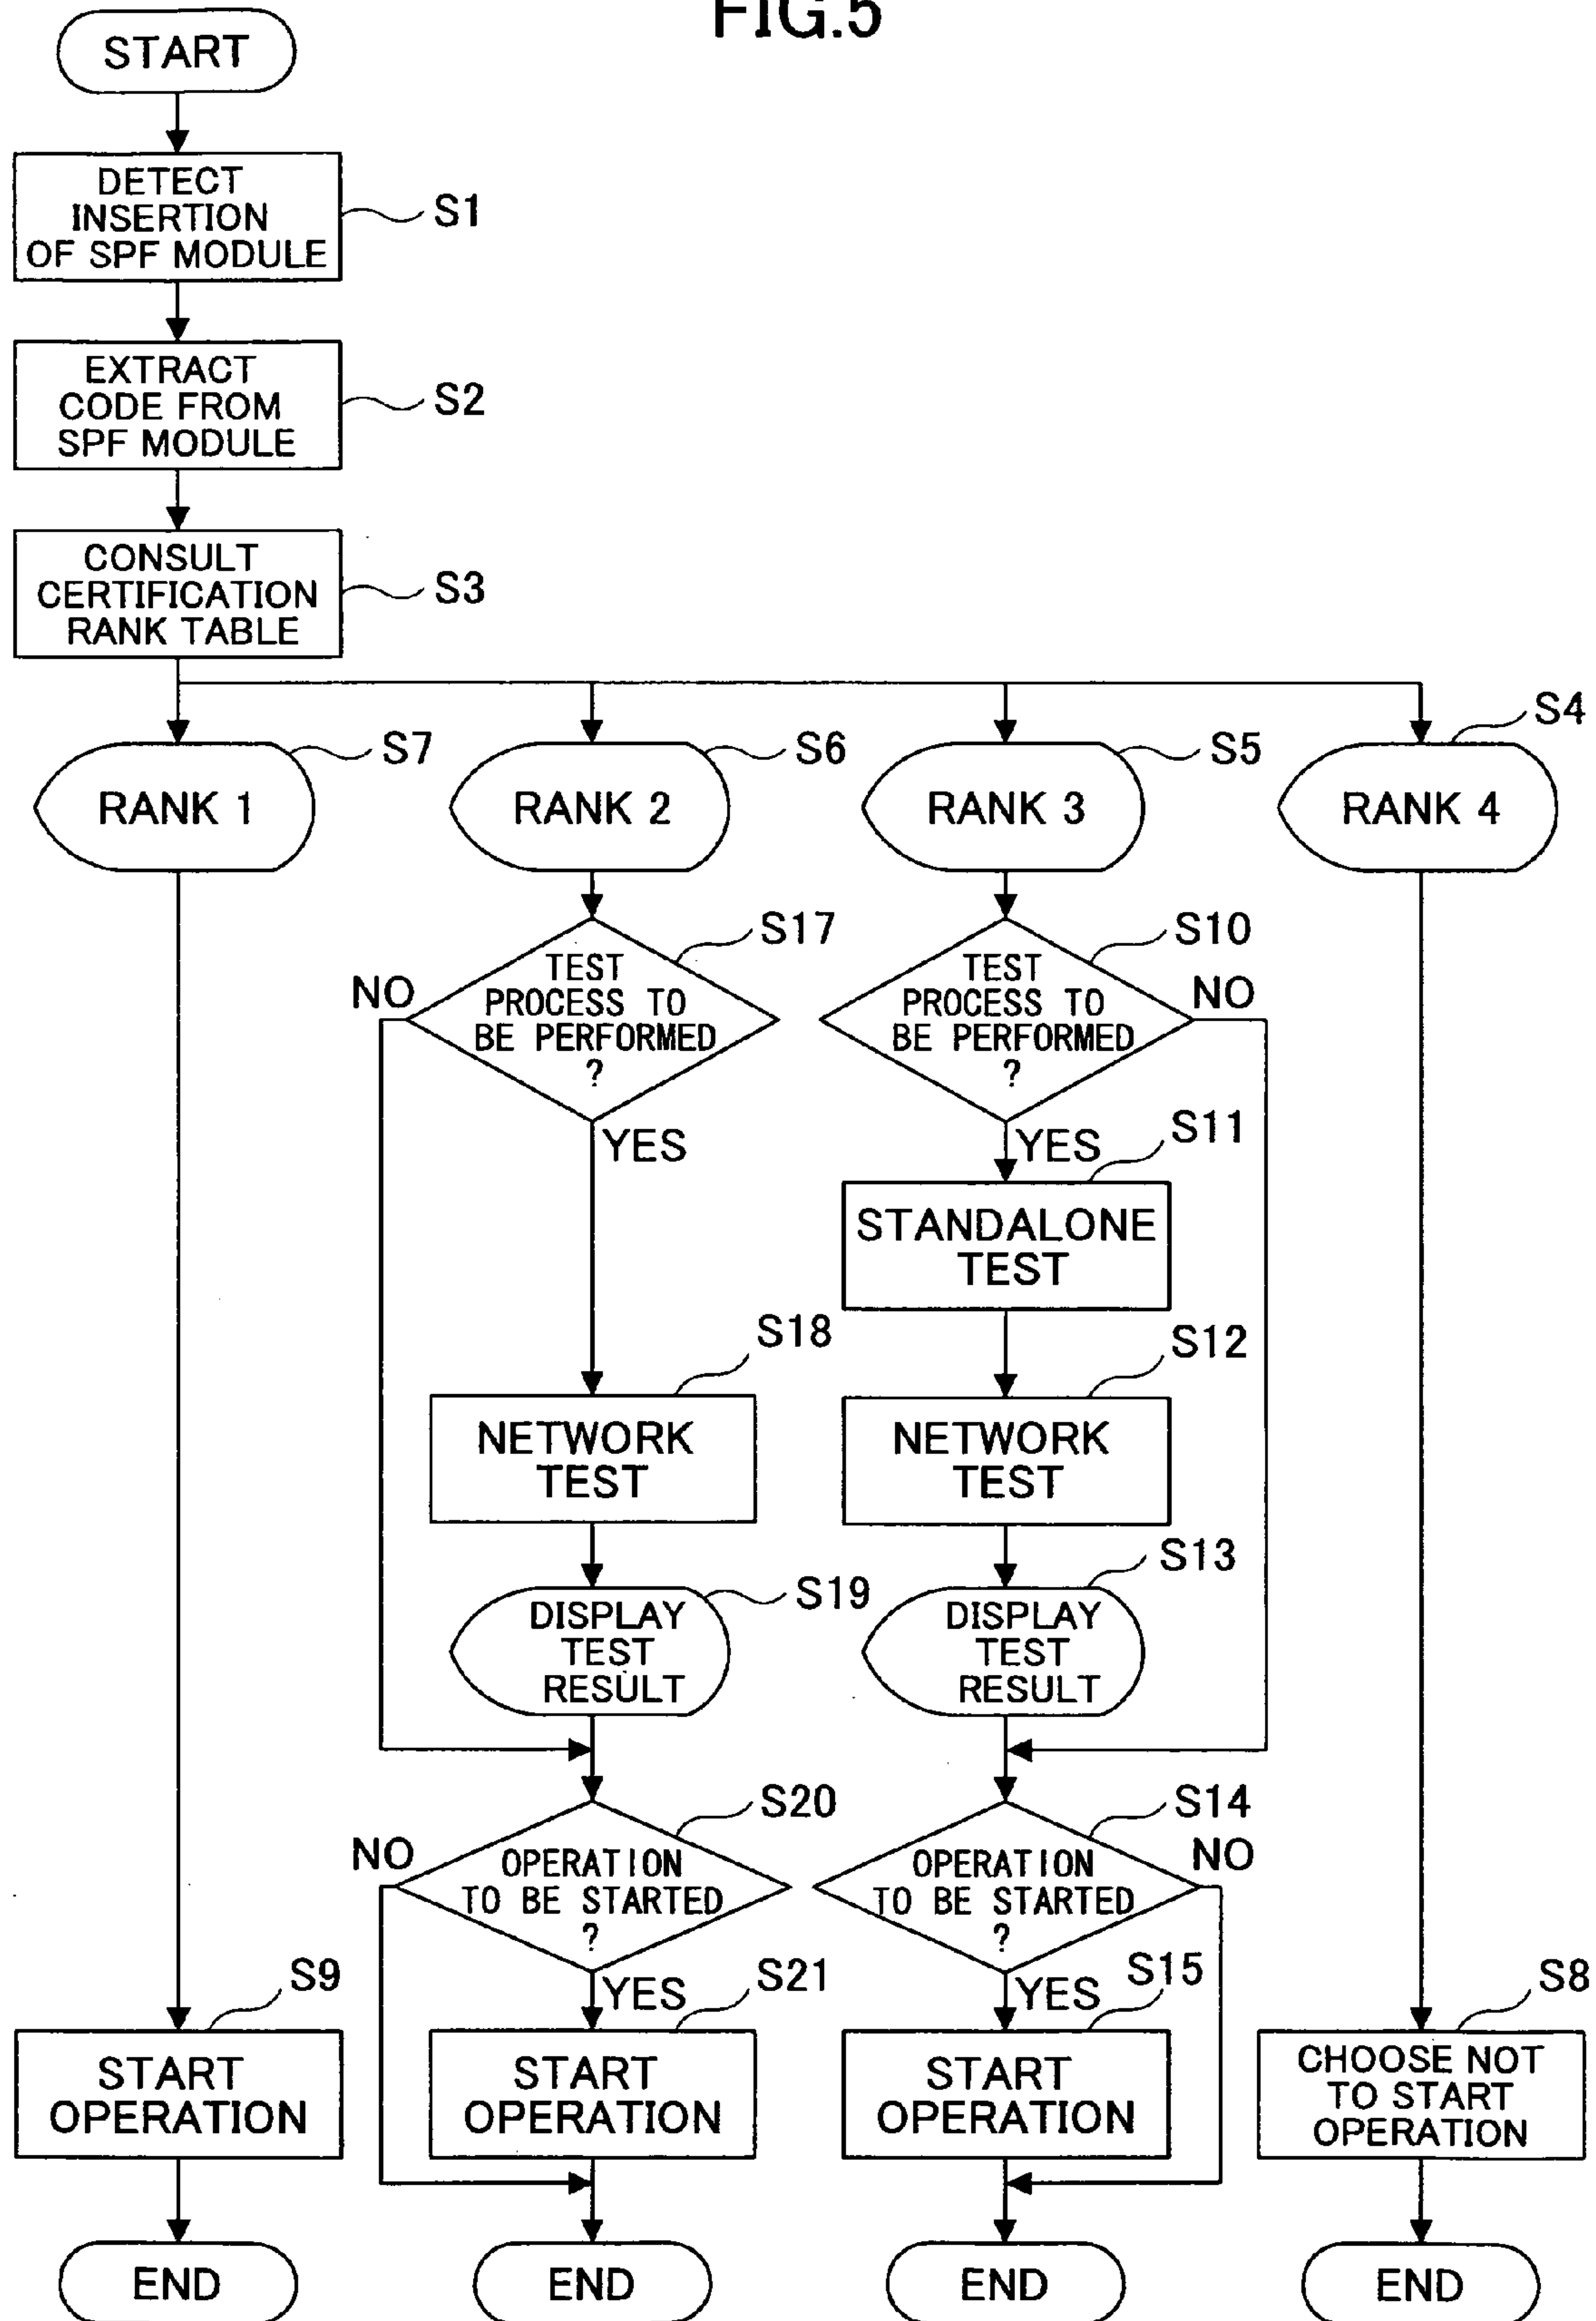 FIG.5
START
DETECT
INSERTION
OF SPF MODULE
S1
EXTRACT
CODE FROM
SPF MODULE
S2
CONSULT
CERTIFICATION
RANK TABLE
S3
RANK 1
S7
RANK 2
S6
RANK 3
S5
RANK 4
S4
TEST
PROCESS TO
BE PERFORMED
?
S17
NO
YES
TEST
PROCESS TO
BE PERFORMED
?
S10
NO
YES
STANDALONE
TEST
S11
NETWORK
TEST
S18
NETWORK
TEST
S12
DISPLAY
TEST
RESULT
S19
DISPLAY
TEST
RESULT
S13
OPERATION
TO BE STARTED
?
S20
NO
YES
OPERATION
TO BE STARTED
?
S14
NO
YES
START
OPERATION
S9
START
OPERATION
S21
START
OPERATION
S15
CHOOSE NOT
TO START
OPERATION
S8
END
END
END
END